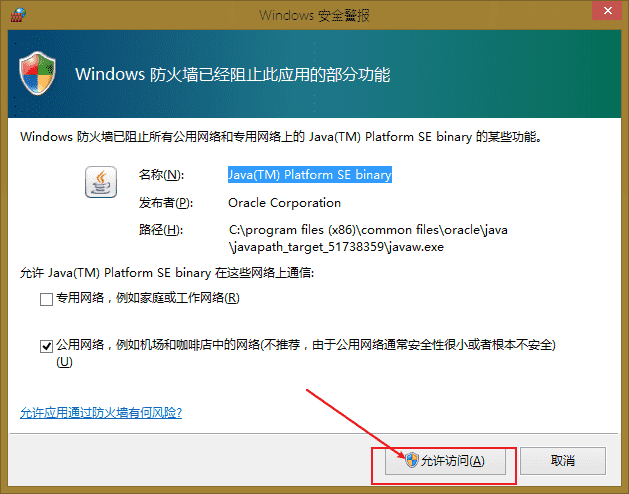 Windows 安全警报
Windows 防火墙已经阻止此应用的部分功能
Windows 防火墙已阻止所有公用网络和专用网络上的 Java(TM) Platform SE binary 的某些功能。
名称(N): Java(TM) Platform SE binary
发布者(P): Oracle Corporation
路径(H): C:\program files (x86)\common files\oracle\java
\javapath_target_51738359\javaw.exe
允许 Java(TM) Platform SE binary 在这些网络上通信:
专用网络，例如家庭或工作网络(R)
公用网络，例如机场和咖啡店中的网络(不推荐，由于公用网络通常安全性很小或者根本不安全)
(U)
允许应用通过防火墙有何风险?
允许访问(A) 取消